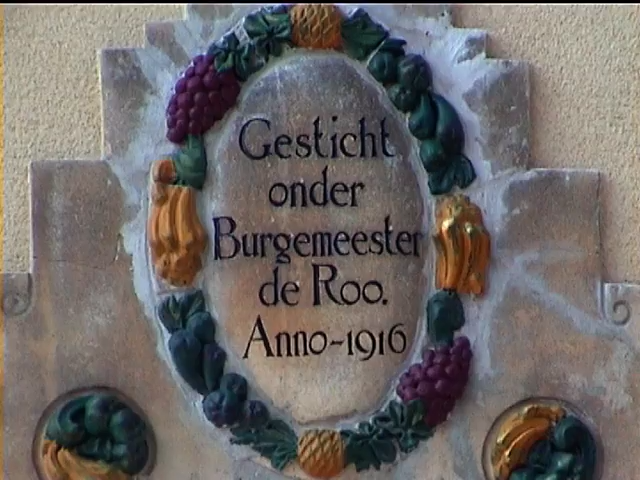 Gesticht
onder
Burgemeester
de Roo.
Anno-1916